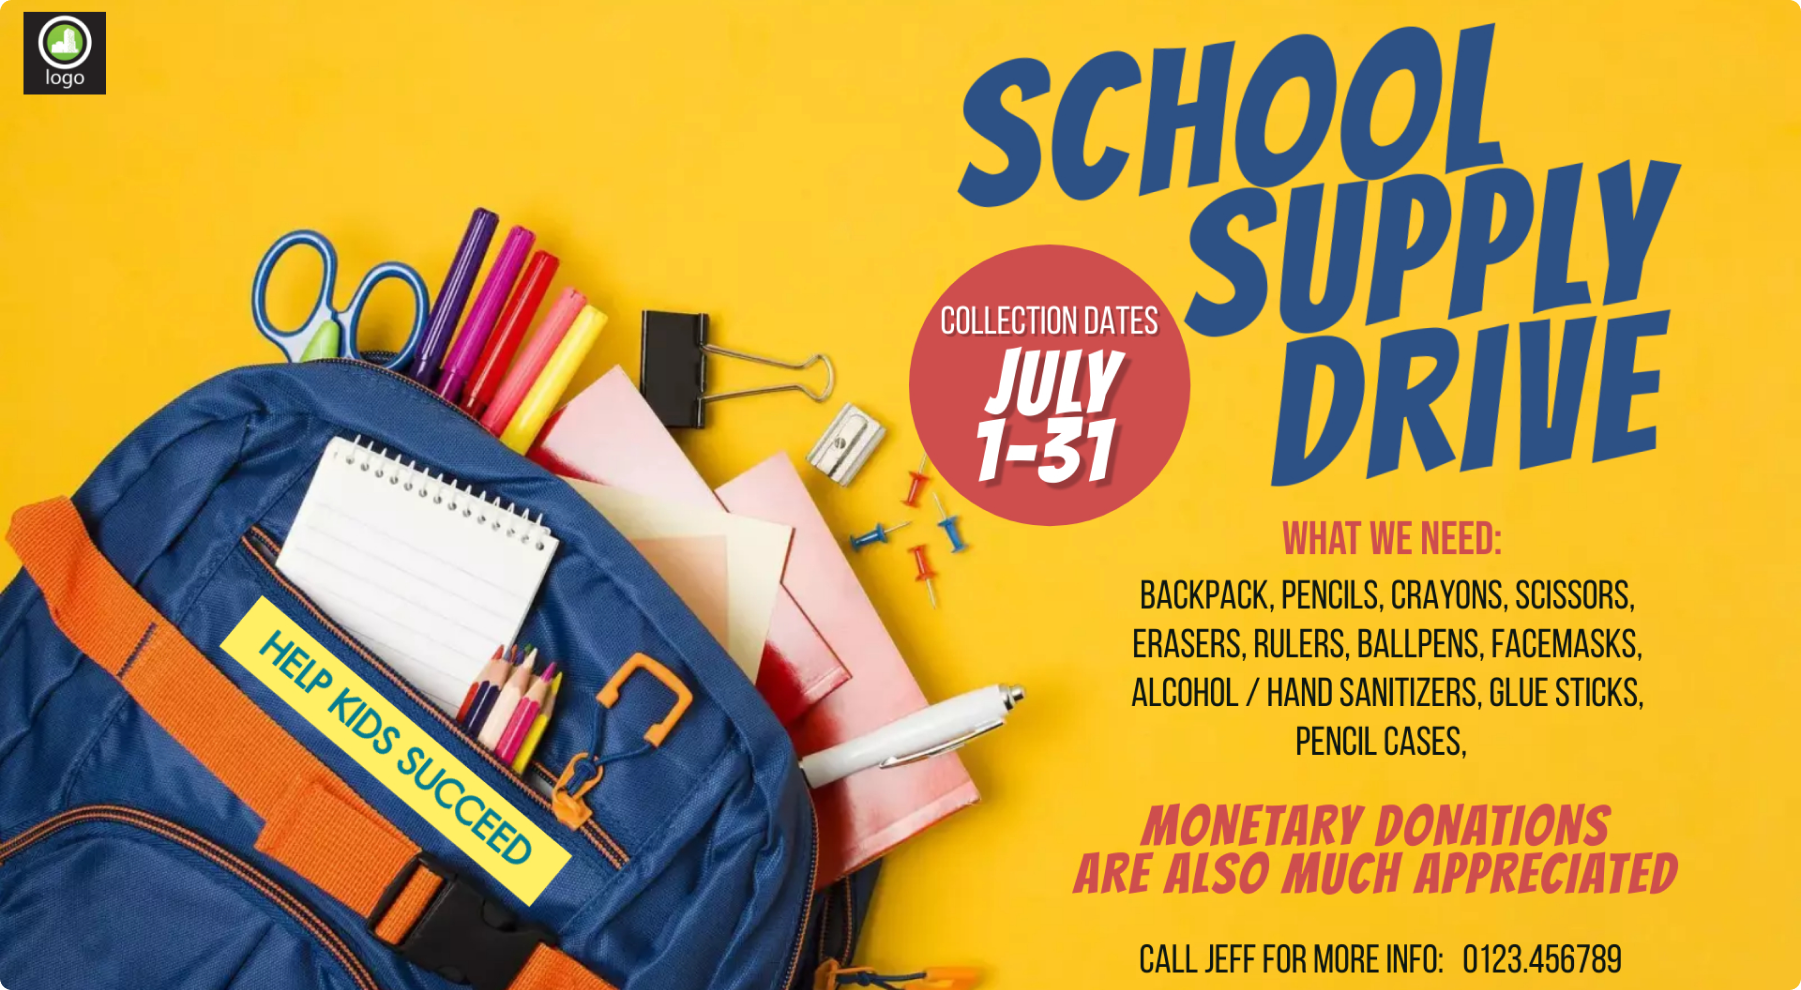 logo
SCHOOL
SUPPLY
DRIVE
COLLECTION DATES
JULY
1-31
WHAT WE NEED:
BACKPACK, PENCILS, CRAYONS, SCISSORS,
ERASERS, RULERS, BALLPENS, FACEMASKS,
ALCOHOL / HAND SANITIZERS, GLUE STICKS,
PENCIL CASES,
HELP KIDS SUCCEED
MONETARY DONATIONS
ARE ALSO MUCH APPRECIATED
CALL JEFF FOR MORE INFO: 0123.456789